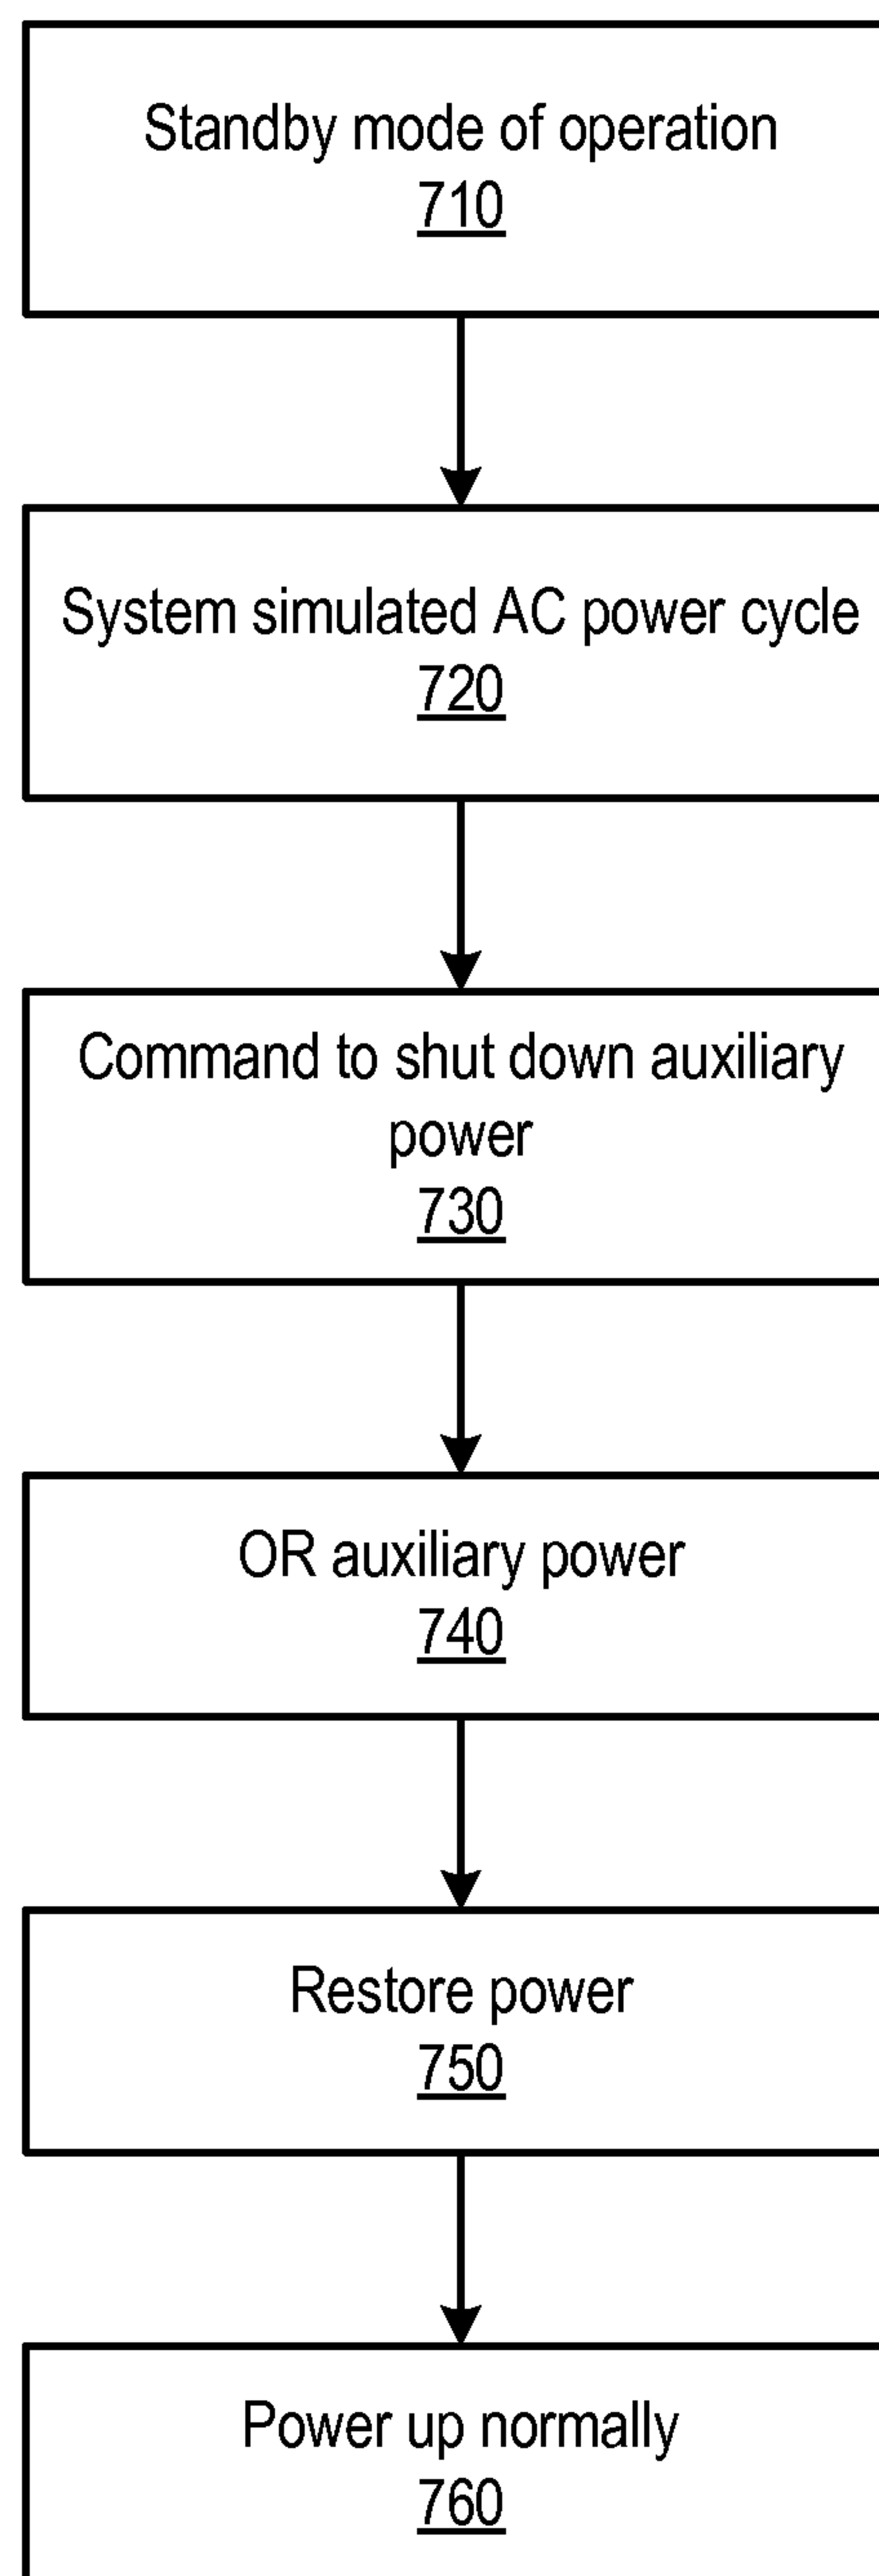 Standby mode of operation
710
System simulated AC power cycle
720
Command to shut down auxiliary
power
730
OR auxiliary power
740
Restore power
750
Power up normally
760